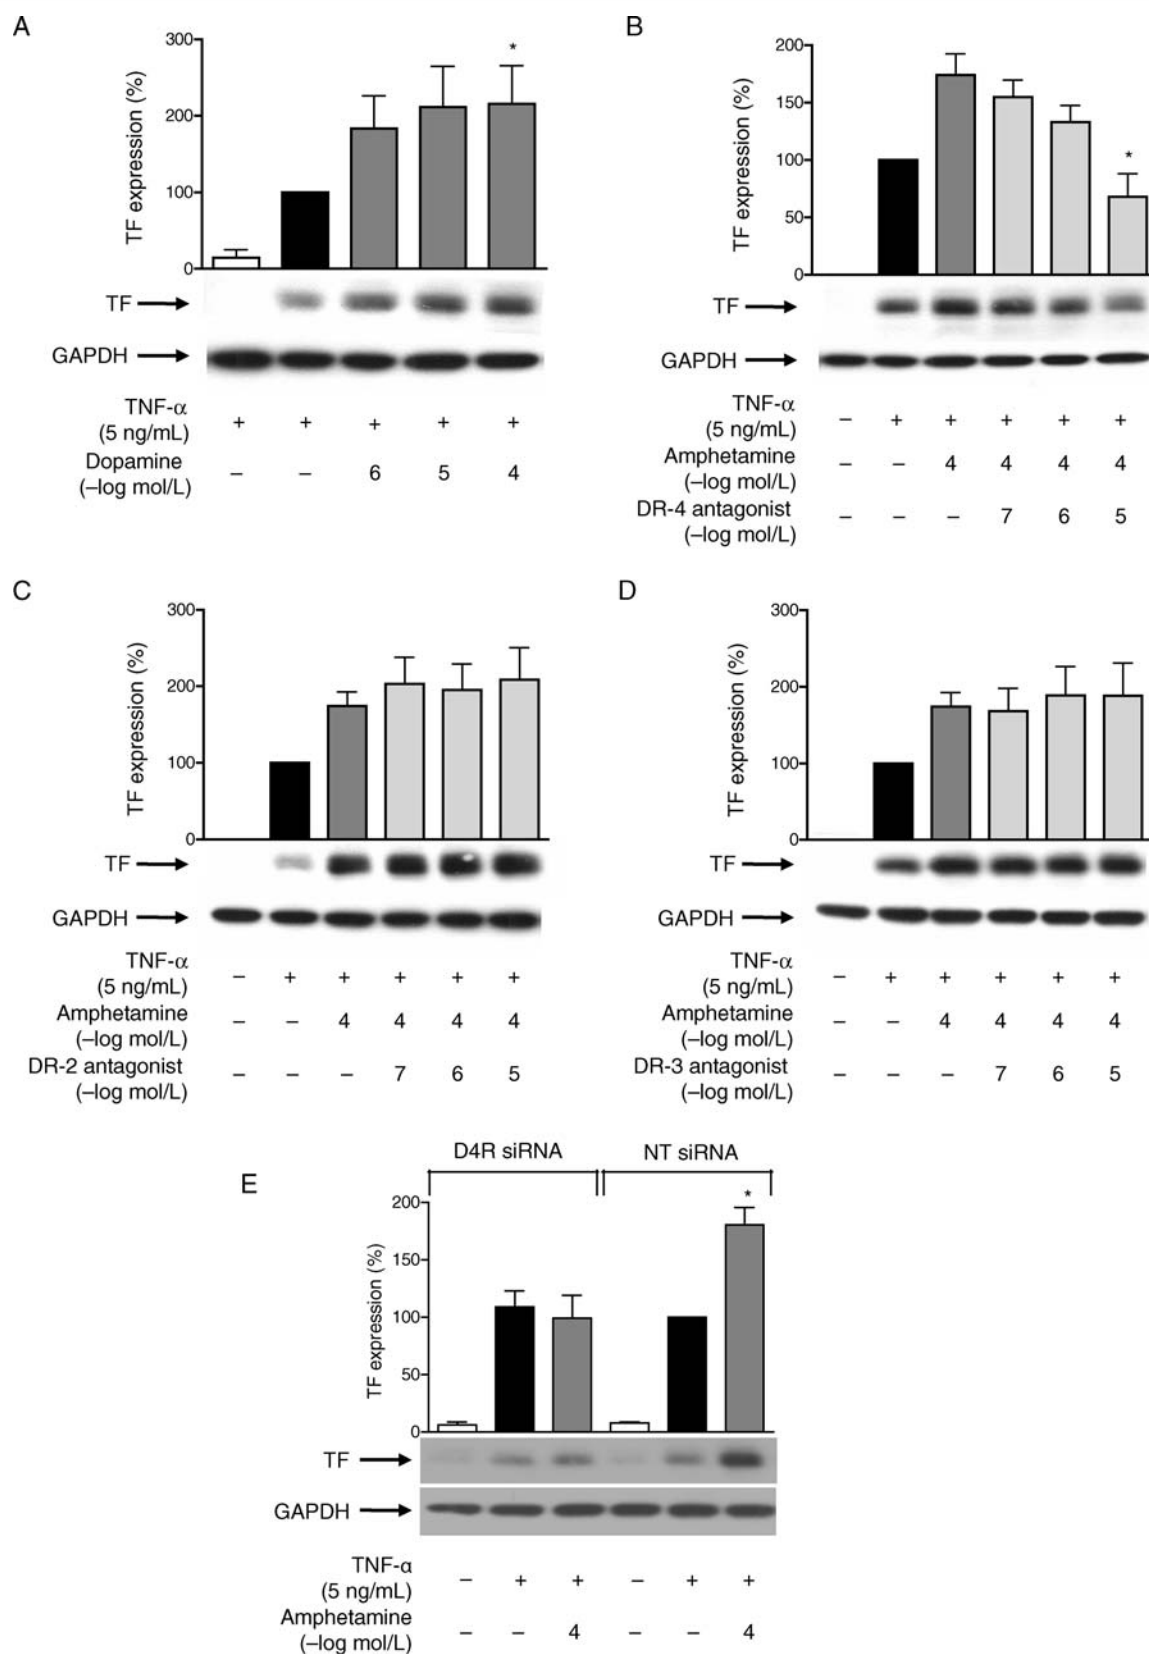 A
TF expression (%)
300
200
100
0
*
TF
GAPDH
TNF-α
(5 ng/mL)
+ + + + +
Dopamine
(–log mol/L)
– – 6 5 4
B
TF expression (%)
200
150
100
50
0
*
TF
GAPDH
TNF-α
(5 ng/mL)
– + + + + +
Amphetamine
(–log mol/L)
– – 4 4 4 4
DR-4 antagonist
(–log mol/L)
– – – 7 6 5
C
TF expression (%)
300
200
100
0
TF
GAPDH
TNF-α
(5 ng/mL)
– + + + + +
Amphetamine
(–log mol/L)
– – 4 4 4 4
DR-2 antagonist
(–log mol/L)
– – – 7 6 5
D
TF expression (%)
300
200
100
0
TF
GAPDH
TNF-α
(5 ng/mL)
– + + + + +
Amphetamine
(–log mol/L)
– – 4 4 4 4
DR-3 antagonist
(–log mol/L)
– – – 7 6 5
E
D4R siRNA NT siRNA
TF expression (%)
200
150
100
50
0
*
TF
GAPDH
TNF-α
(5 ng/mL)
– + + – + +
Amphetamine
(–log mol/L)
– – 4 – – 4